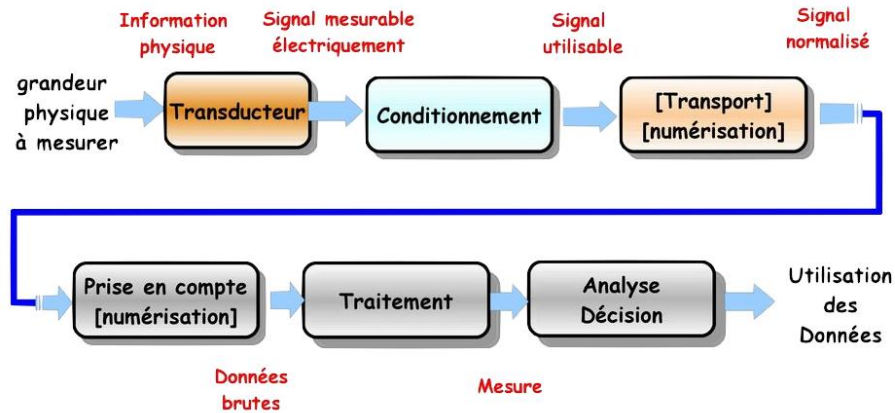 Information
physique
Signal mesurable
électriquement
Signal
utilisable
Signal
normalisé
grandeur
physique
à mesurer
Transducteur
Conditionnement
[Transport]
[numérisation]
Prise en compte
[numérisation]
Traitement
Analyse
Décision
Utilisation
des
Données
Données
brutes
Mesure